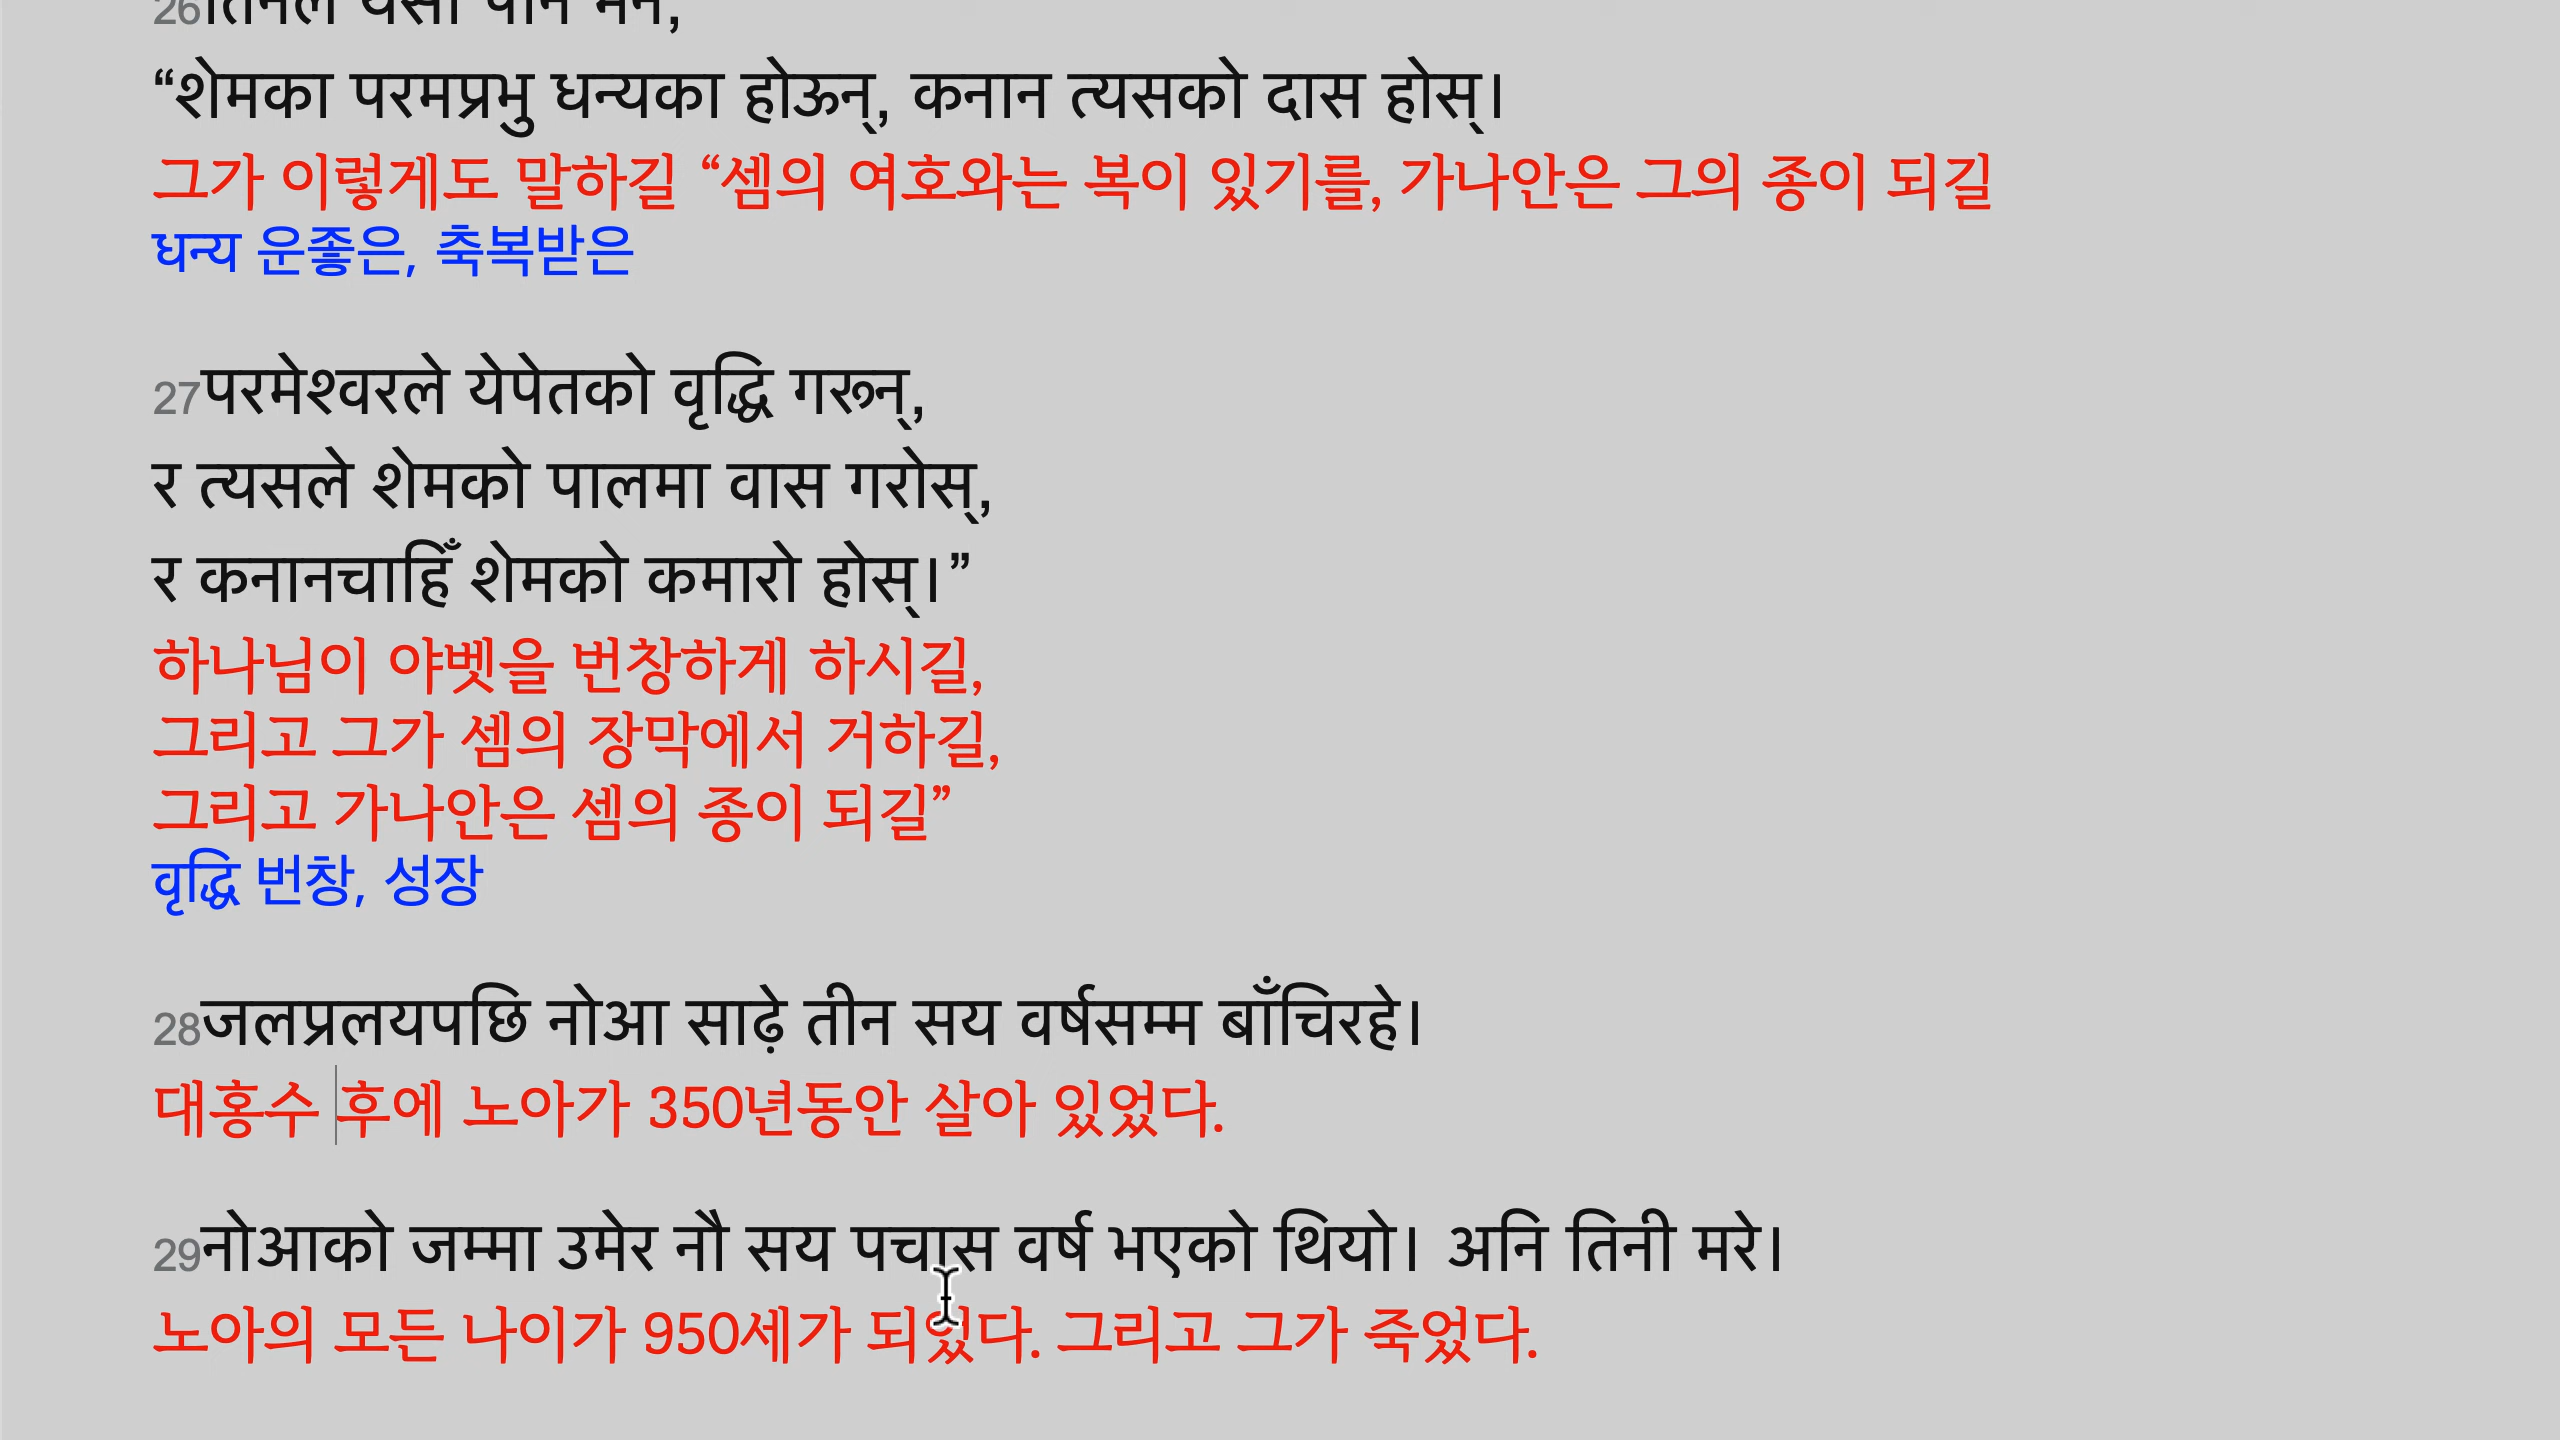 “शेमका परमप्रभु धन्यका होऊन्, कनान त्यसको दास होस्।
그가 이렇게도 말하길 “셈의 여호와는 복이 있기를, 가나안은 그의 종이 되길
धन्य 운좋은, 축복받은
27परमेश्वरले येपेतको वृद्धि गरून्,
र त्यसले शेमको पालमा वास गरोस्,
र कनानचाहिँ शेमको कमारो होस्।”
하나님이 야벳을 번창하게 하시길,
그리고 그가 셈의 장막에서 거하길,
그리고 가나안은 셈의 종이 되길”
वृद्धि 번창, 성장
28जलप्रलयपछि नोआ साढ़े तीन सय वर्षसम्म बाँचिरहे।
대홍수 후에 노아가 350년동안 살아 있었다.
29नोआको जम्मा उमेर नौ सय पचास वर्ष भएको थियो। अनि तिनी मरे।
노아의 모든 나이가 950세가 되었다. 그리고 그가 죽었다.